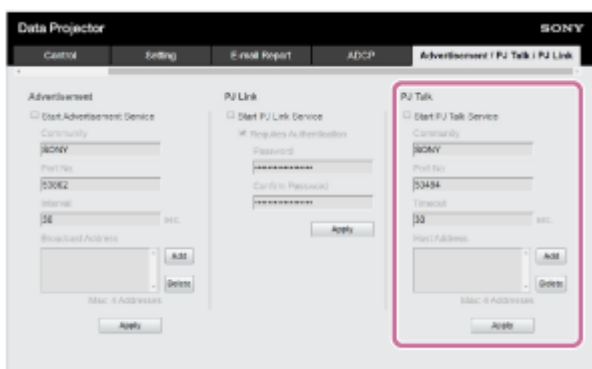 Data Projector
SONY
Control
Setting
E-mail Report
ADCP
Advertisement / PJ Talk / PJ Link
Advertisement
Start Advertisement Service
Community
SONY
Port No.
53862
Interval
30 sec.
Broadcast Address
Add
Delete
Max: 4 Addresses
Apply
PJ Link
Start PJ Link Service
Requires Authentication
Password
Confirm Password
Apply
PJ Talk
Start PJ Talk Service
Community
SONY
Port No.
53484
Timeout
30 sec.
Host Address
Add
Delete
Max: 4 Addresses
Apply